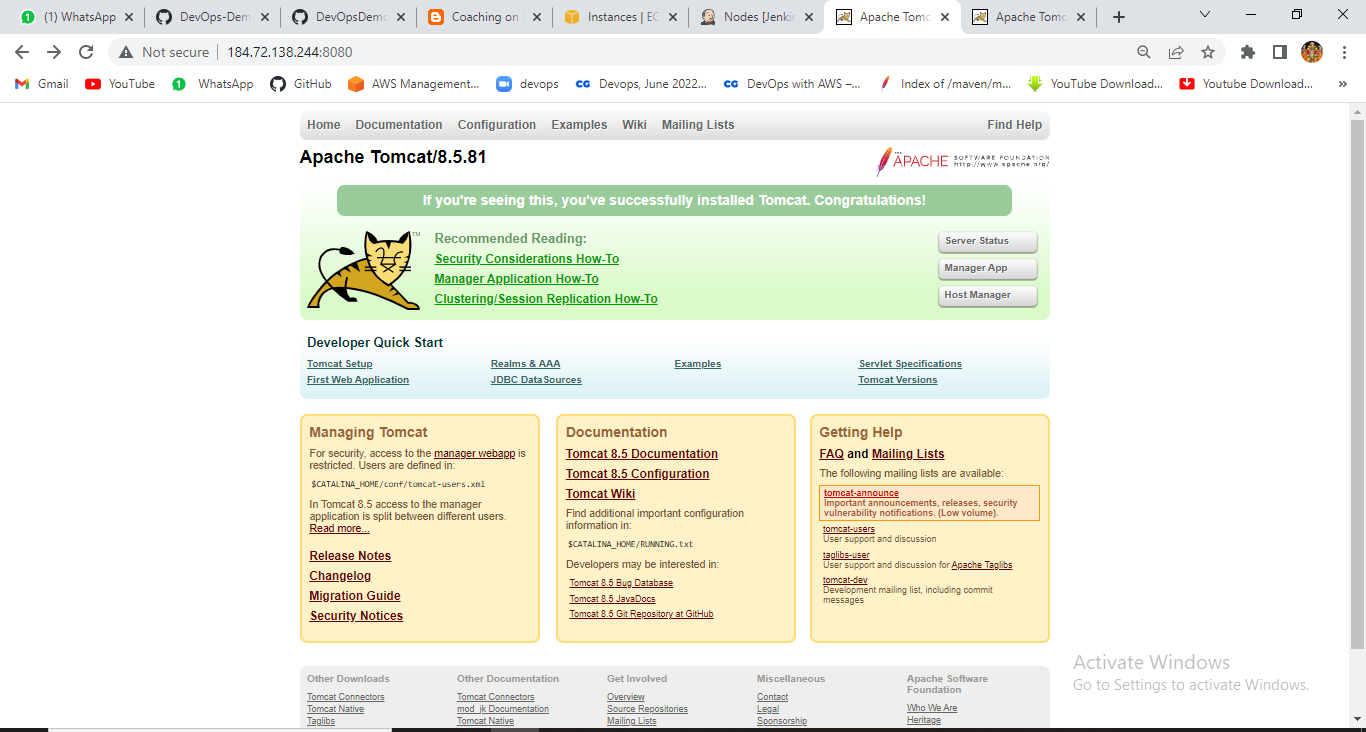 (1) WhatsApp
DevOps-Dem
DevOpsDemo
Coaching on
Instances | EC
Nodes [Jenkin
Apache Tomc
Apache Tomc
Not secure
184.72.138.244:8080
Gmail
YouTube
WhatsApp
GitHub
AWS Management...
devops
Devops, June 2022...
DevOps with AWS –...
Index of /maven/m...
YouTube Download...
Youtube Download...
Home Documentation Configuration Examples Wiki Mailing Lists Find Help
Apache Tomcat/8.5.81
THE
APACHE
SOFTWARE FOUNDATION
http://www.apache.org/
If you're seeing this, you've successfully installed Tomcat. Congratulations!
TM
Recommended Reading:
Security Considerations How-To
Manager Application How-To
Clustering/Session Replication How-To
Server Status
Manager App
Host Manager
Developer Quick Start
Tomcat Setup
First Web Application
Realms & AAA
JDBC DataSources
Examples
Servlet Specifications
Tomcat Versions
Managing Tomcat
For security, access to the manager webapp is
restricted. Users are defined in:
$CATALINA_HOME/conf/tomcat-users.xml
In Tomcat 8.5 access to the manager
application is split between different users.
Read more...
Release Notes
Changelog
Migration Guide
Security Notices
Documentation
Tomcat 8.5 Documentation
Tomcat 8.5 Configuration
Tomcat Wiki
Find additional important configuration
information in:
$CATALINA_HOME/RUNNING.txt
Developers may be interested in:
Tomcat 8.5 Bug Database
Tomcat 8.5 JavaDocs
Tomcat 8.5 Git Repository at GitHub
Getting Help
FAQ and Mailing Lists
The following mailing lists are available:
tomcat-announce
Important announcements, releases, security
vulnerability notifications. (Low volume).
tomcat-users
User support and discussion
taglibs-user
User support and discussion for Apache Taglibs
tomcat-dev
Development mailing list, including commit
messages
Other Downloads
Tomcat Connectors
Tomcat Native
Taglibs
Other Documentation
Tomcat Connectors
mod_jk Documentation
Tomcat Native
Get Involved
Overview
Source Repositories
Mailing Lists
Miscellaneous
Contact
Legal
Sponsorship
Apache Software
Foundation
Who We Are
Heritage
Activate Windows
Go to Settings to activate Windows.